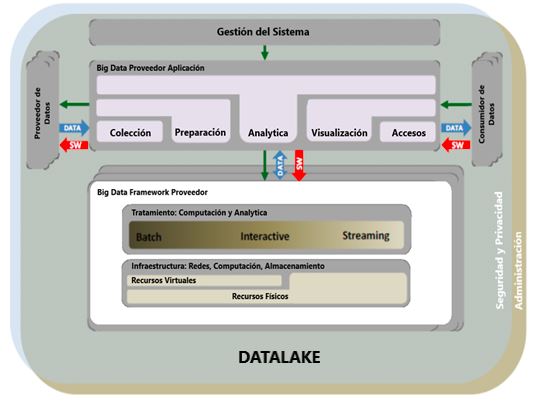 Gestión del Sistema
Big Data Proveedor Aplicación
Proveedor de
Datos
DATA
SW
Colección
Preparación
Analytica
Visualización
Accesos
DATA
SW
Consumidor de
Datos
DATA
SW
Big Data Framework Proveedor
Tratamiento: Computación y Analytica
Batch
Interactive
Streaming
Infraestructura: Redes, Computación, Almacenamiento
Recursos Virtuales
Recursos Físicos
Seguridad y Privacidad
Administración
DATALAKE